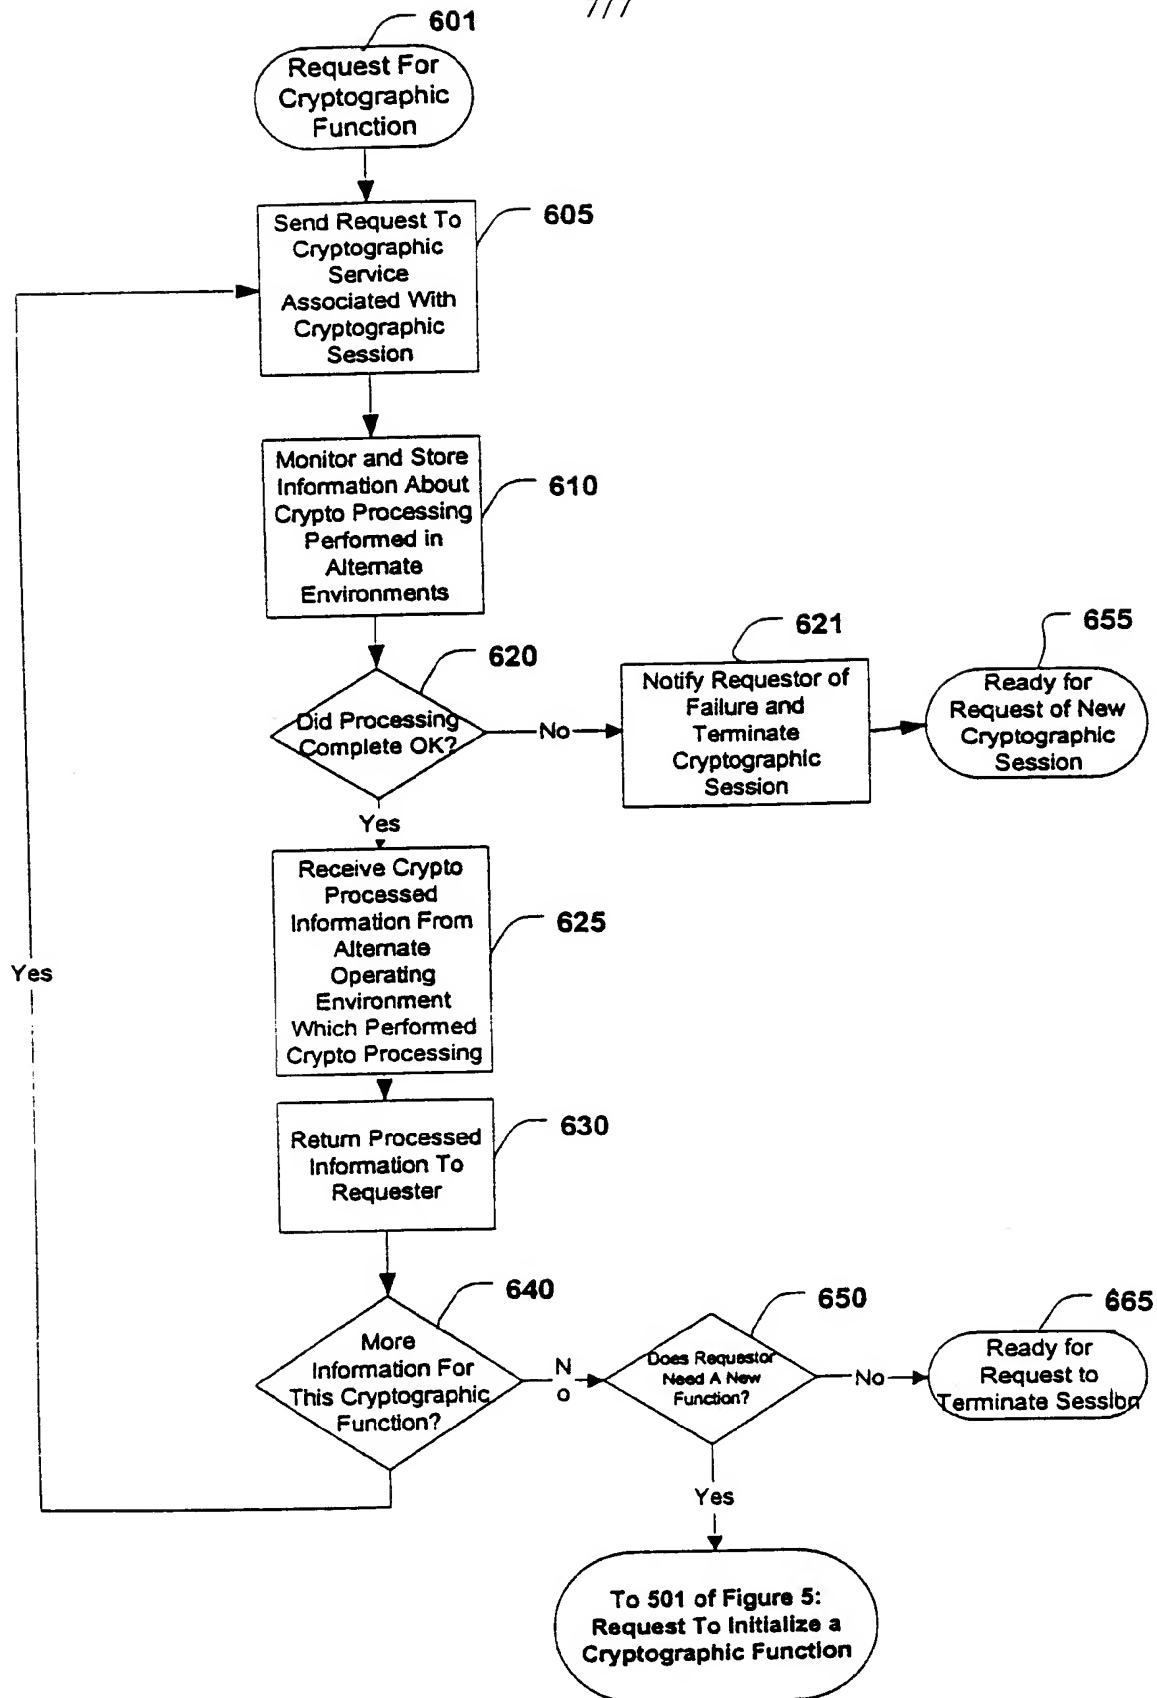 601
Request For
Cryptographic
Function
605
Send Request To
Cryptographic
Service
Associated With
Cryptographic
Session
610
Monitor and Store
Information About
Crypto Processing
Performed in
Alternate
Environments
620
Did Processing
Complete OK?
No
621
Notify Requestor of
Failure and
Terminate
Cryptographic
Session
655
Ready for
Request of New
Cryptographic
Session
Yes
625
Receive Crypto
Processed
Information From
Alternate
Operating
Environment
Which Performed
Crypto Processing
Yes
630
Return Processed
Information To
Requester
640
More
Information For
This Cryptographic
Function?
N
o
650
Does Requestor
Need A New
Function?
No
665
Ready for
Request to
Terminate Session
Yes
To 501 of Figure 5:
Request To Initialize a
Cryptographic Function